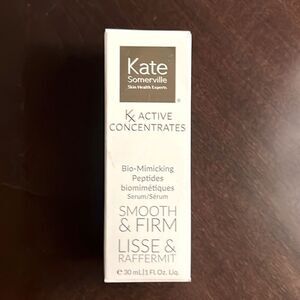 Kate
Somerville
Skin Health Experts
®
Kx ACTIVE
CONCENTRATES
Bio-Mimicking
Peptides
biomimétiques
Serum/Sérum
SMOOTH
& FIRM
LISSE &
RAFFERMIT
e 30 mL|1 Fl. Oz. Liq.